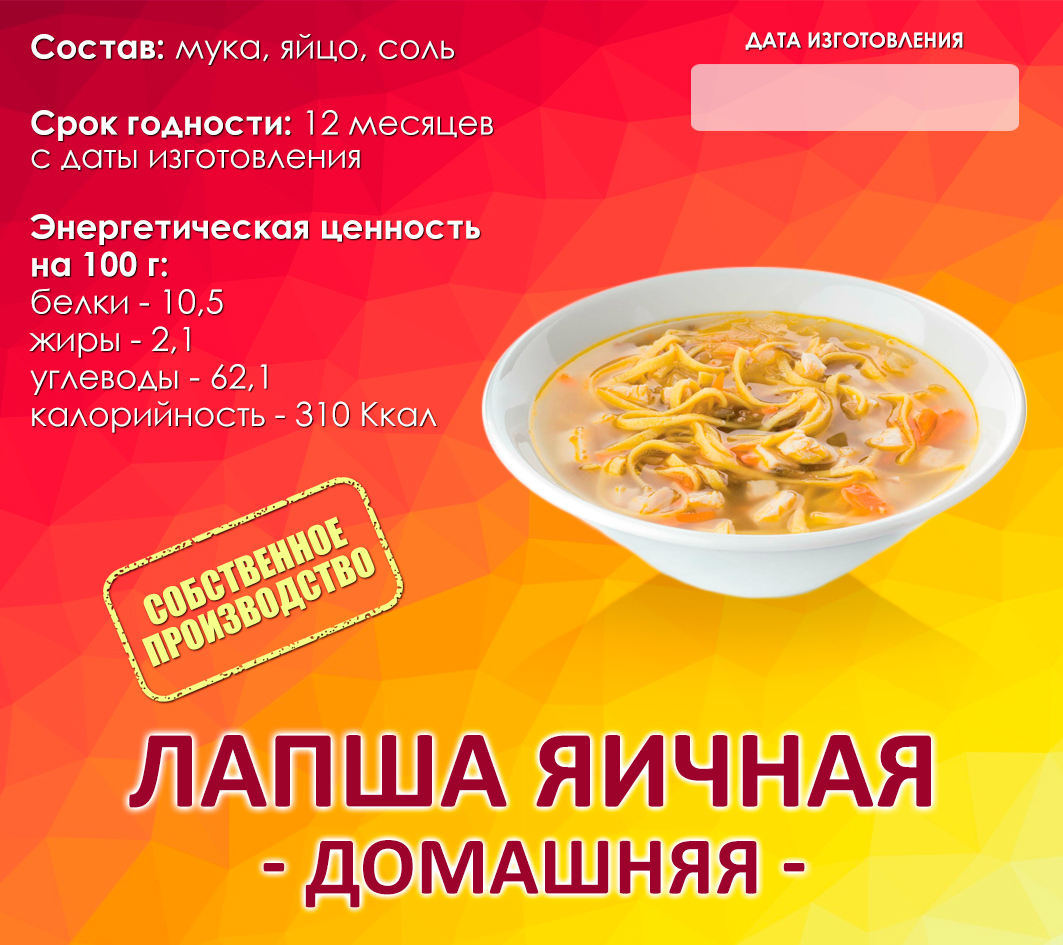 Состав: мука, яйцо, соль
ДАТА ИЗГОТОВЛЕНИЯ
Срок годности: 12 месяцев
с даты изготовления
Энергетическая ценность
на 100 г:
белки - 10,5
жиры - 2,1
углеводы - 62,1
калорийность - 310 Ккал
СОБСТВЕННОЕ
ПРОИЗВОДСТВО
ЛАПША ЯИЧНАЯ
- ДОМАШНЯЯ -